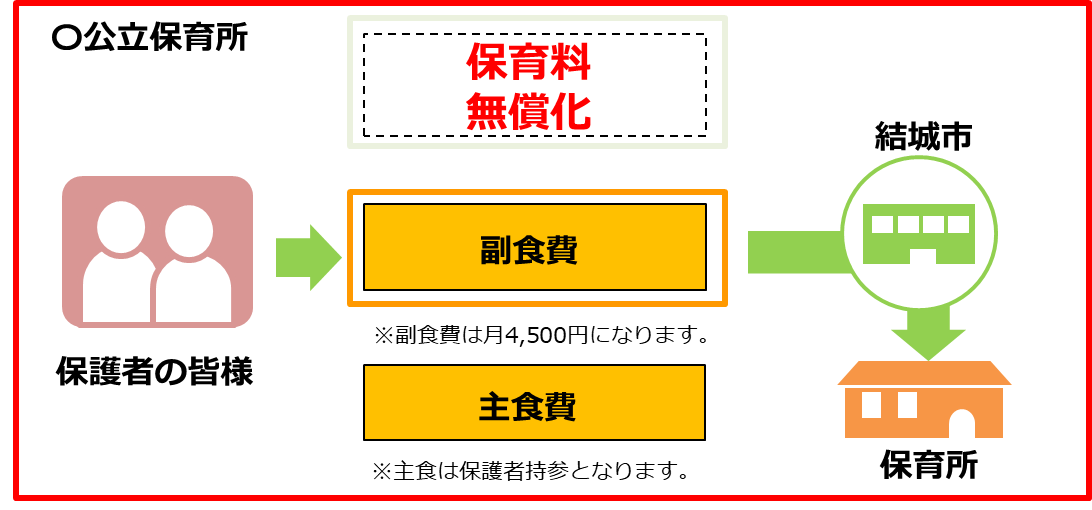 〇公立保育所
保育料
無償化
結城市
副食費
※副食費は月4,500円になります。
保護者の皆様
主食費
※主食は保護者持参となります。
保育所